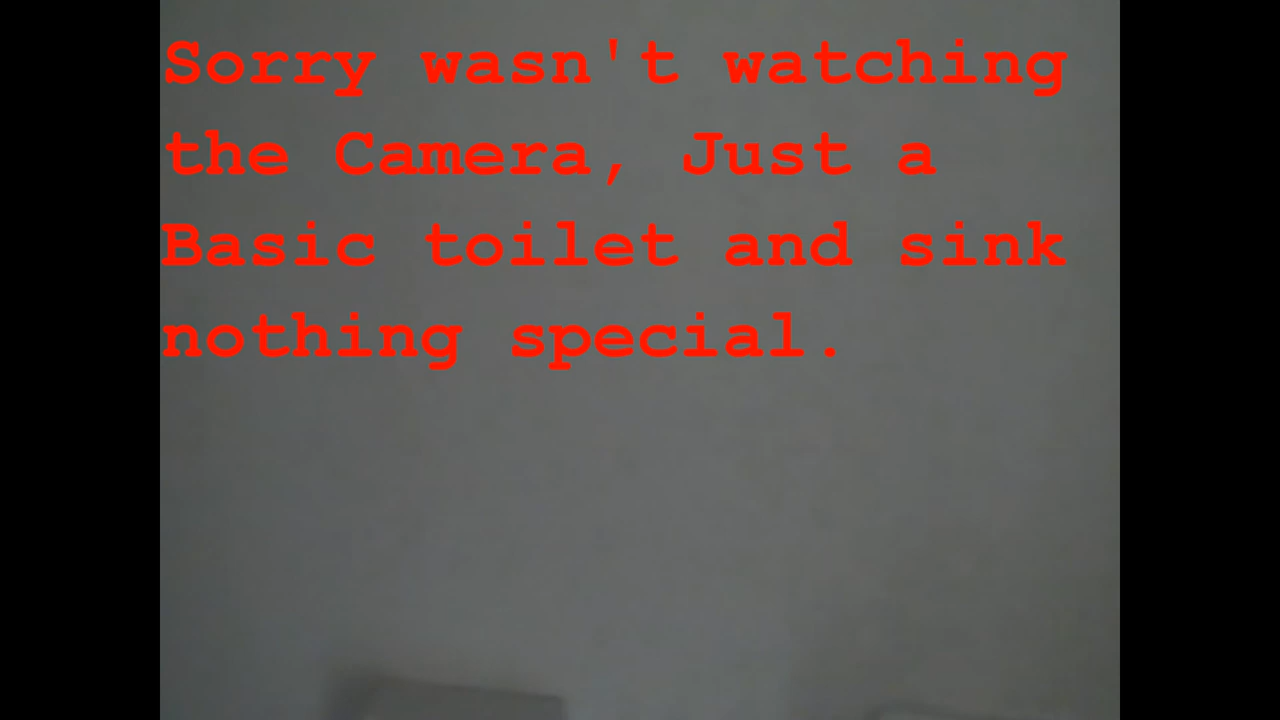 Sorry wasn't watching
the Camera, Just a
Basic toilet and sink
nothing special.